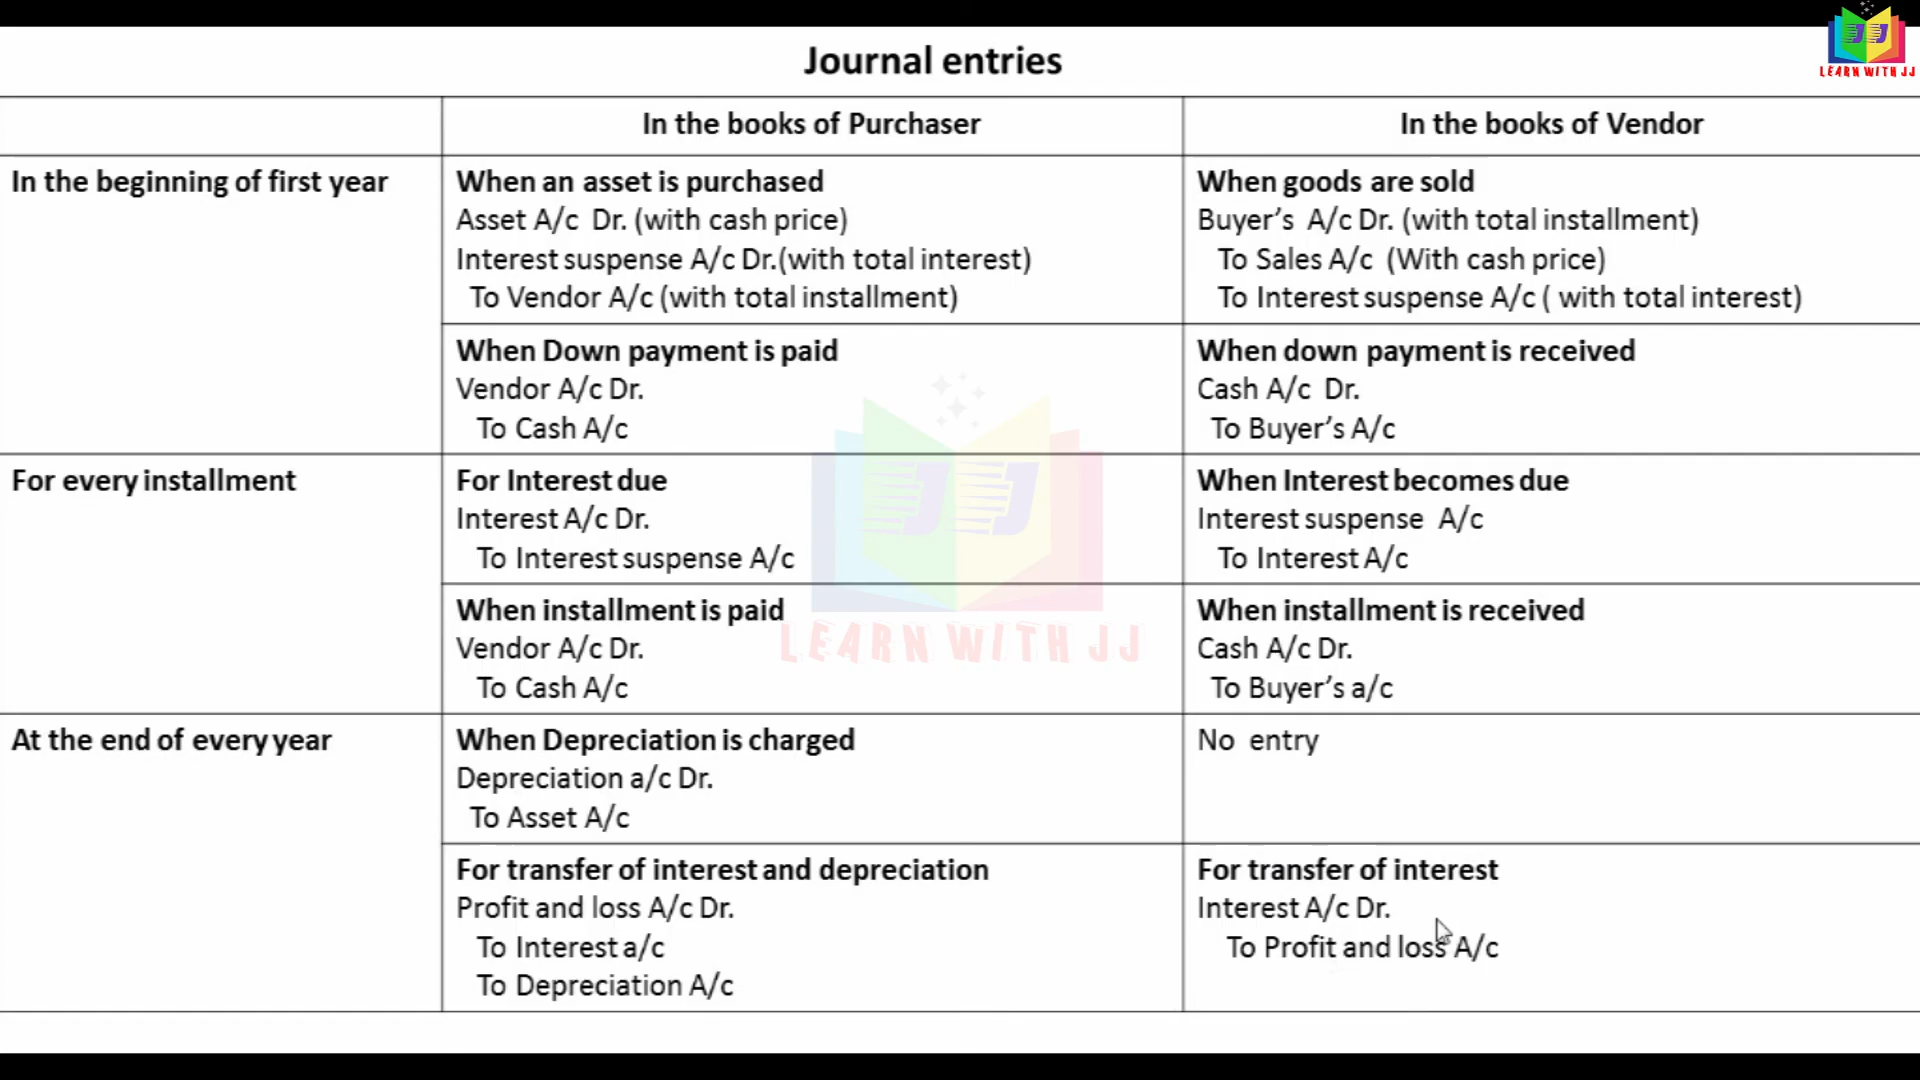 LEARN WITH JJ
Journal entries
In the books of Purchaser
In the books of Vendor
In the beginning of first year
When an asset is purchased
Asset A/c Dr. (with cash price)
Interest suspense A/c Dr.(with total interest)
To Vendor A/c (with total installment)
When goods are sold
Buyer’s A/c Dr. (with total installment)
To Sales A/c (With cash price)
To Interest suspense A/c ( with total interest)
When Down payment is paid
Vendor A/c Dr.
To Cash A/c
When down payment is received
Cash A/c Dr.
To Buyer’s A/c
For every installment
For Interest due
Interest A/c Dr.
To Interest suspense A/c
When Interest becomes due
Interest suspense A/c
To Interest A/c
When installment is paid
Vendor A/c Dr.
To Cash A/c
When installment is received
Cash A/c Dr.
To Buyer’s a/c
JJ
LEARN WITH JJ
At the end of every year
When Depreciation is charged
Depreciation a/c Dr.
To Asset A/c
No entry
For transfer of interest and depreciation
Profit and loss A/c Dr.
To Interest a/c
To Depreciation A/c
For transfer of interest
Interest A/c Dr.
To Profit and loss A/c